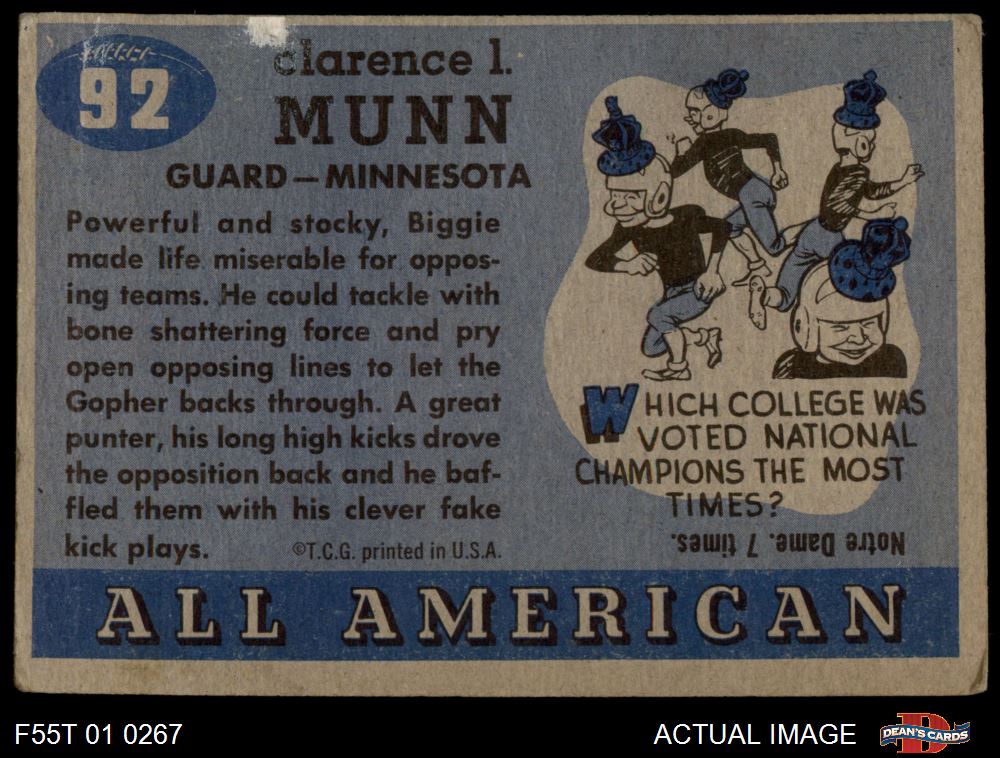 92
clarence l.
MUNN
GUARD—MINNESOTA
Powerful and stocky, Biggie
made life miserable for oppos-
ing teams. He could tackle with
bone shattering force and pry
open opposing lines to let the
Gopher backs through. A great
punter, his long high kicks drove
the opposition back and he baf-
fled them with his clever fake
kick plays.
©T.C.G. printed in U.S.A.
WHICH COLLEGE WAS
VOTED NATIONAL
CHAMPIONS THE MOST
TIMES?
Notre Dame. 7 times.
ALL AMERICAN
F55T 01 0267
ACTUAL IMAGE
DEAN'S CARDS